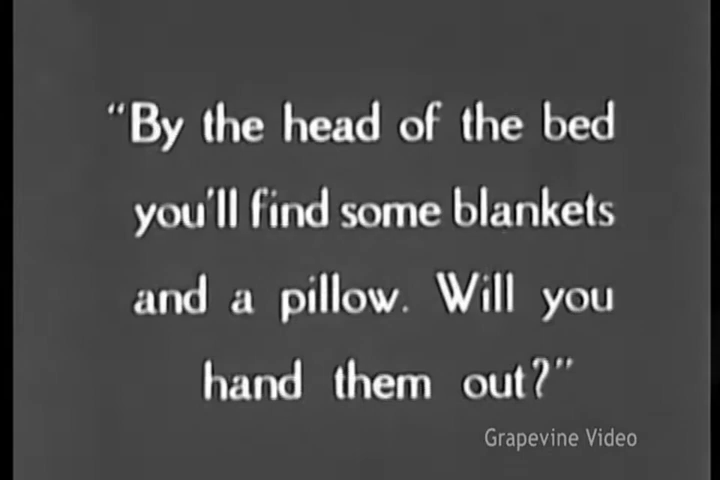 “By the head of the bed
you'll find some blankets
and a pillow. Will you
hand them out?”
Grapevine Video